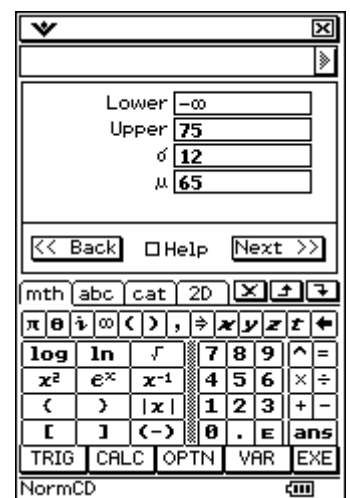 Lower -∞
Upper 75
σ 12
μ 65
<< Back Help Next >>
mth abc cat 2D
π θ i ∞ ( ) , ⇒ x y z t ←
log ln √ 7 8 9 ^ =
x² eˣ x⁻¹ 4 5 6 × ÷
( ) |x| 1 2 3 + −
[ ] (−) 0 . E ans
TRIG CALC OPTN VAR EXE
NormCD